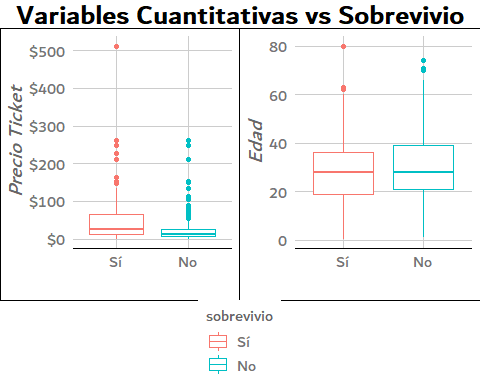 Variables Cuantitativas vs Sobrevivio
Precio Ticket
$500
$400
$300
$200
$100
$0
Sí No
Edad
80
60
40
20
0
Sí No
sobrevivio
Sí
No